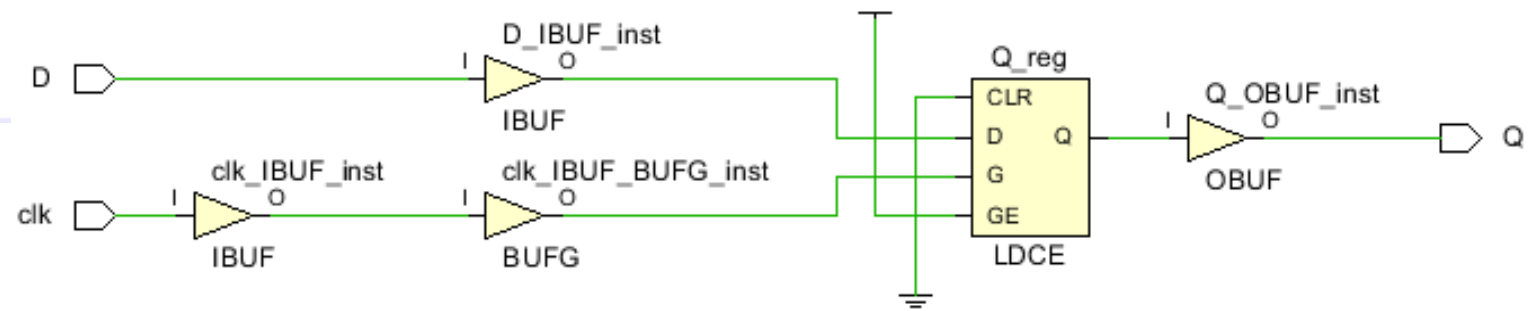 D_IBUF_inst
D
I
O
IBUF
clk_IBUF_inst
clk
I
O
IBUF
clk_IBUF_BUFG_inst
I
O
BUFG
Q_reg
CLR
D
Q
G
GE
LDCE
Q_OBUF_inst
I
O
OBUF
Q